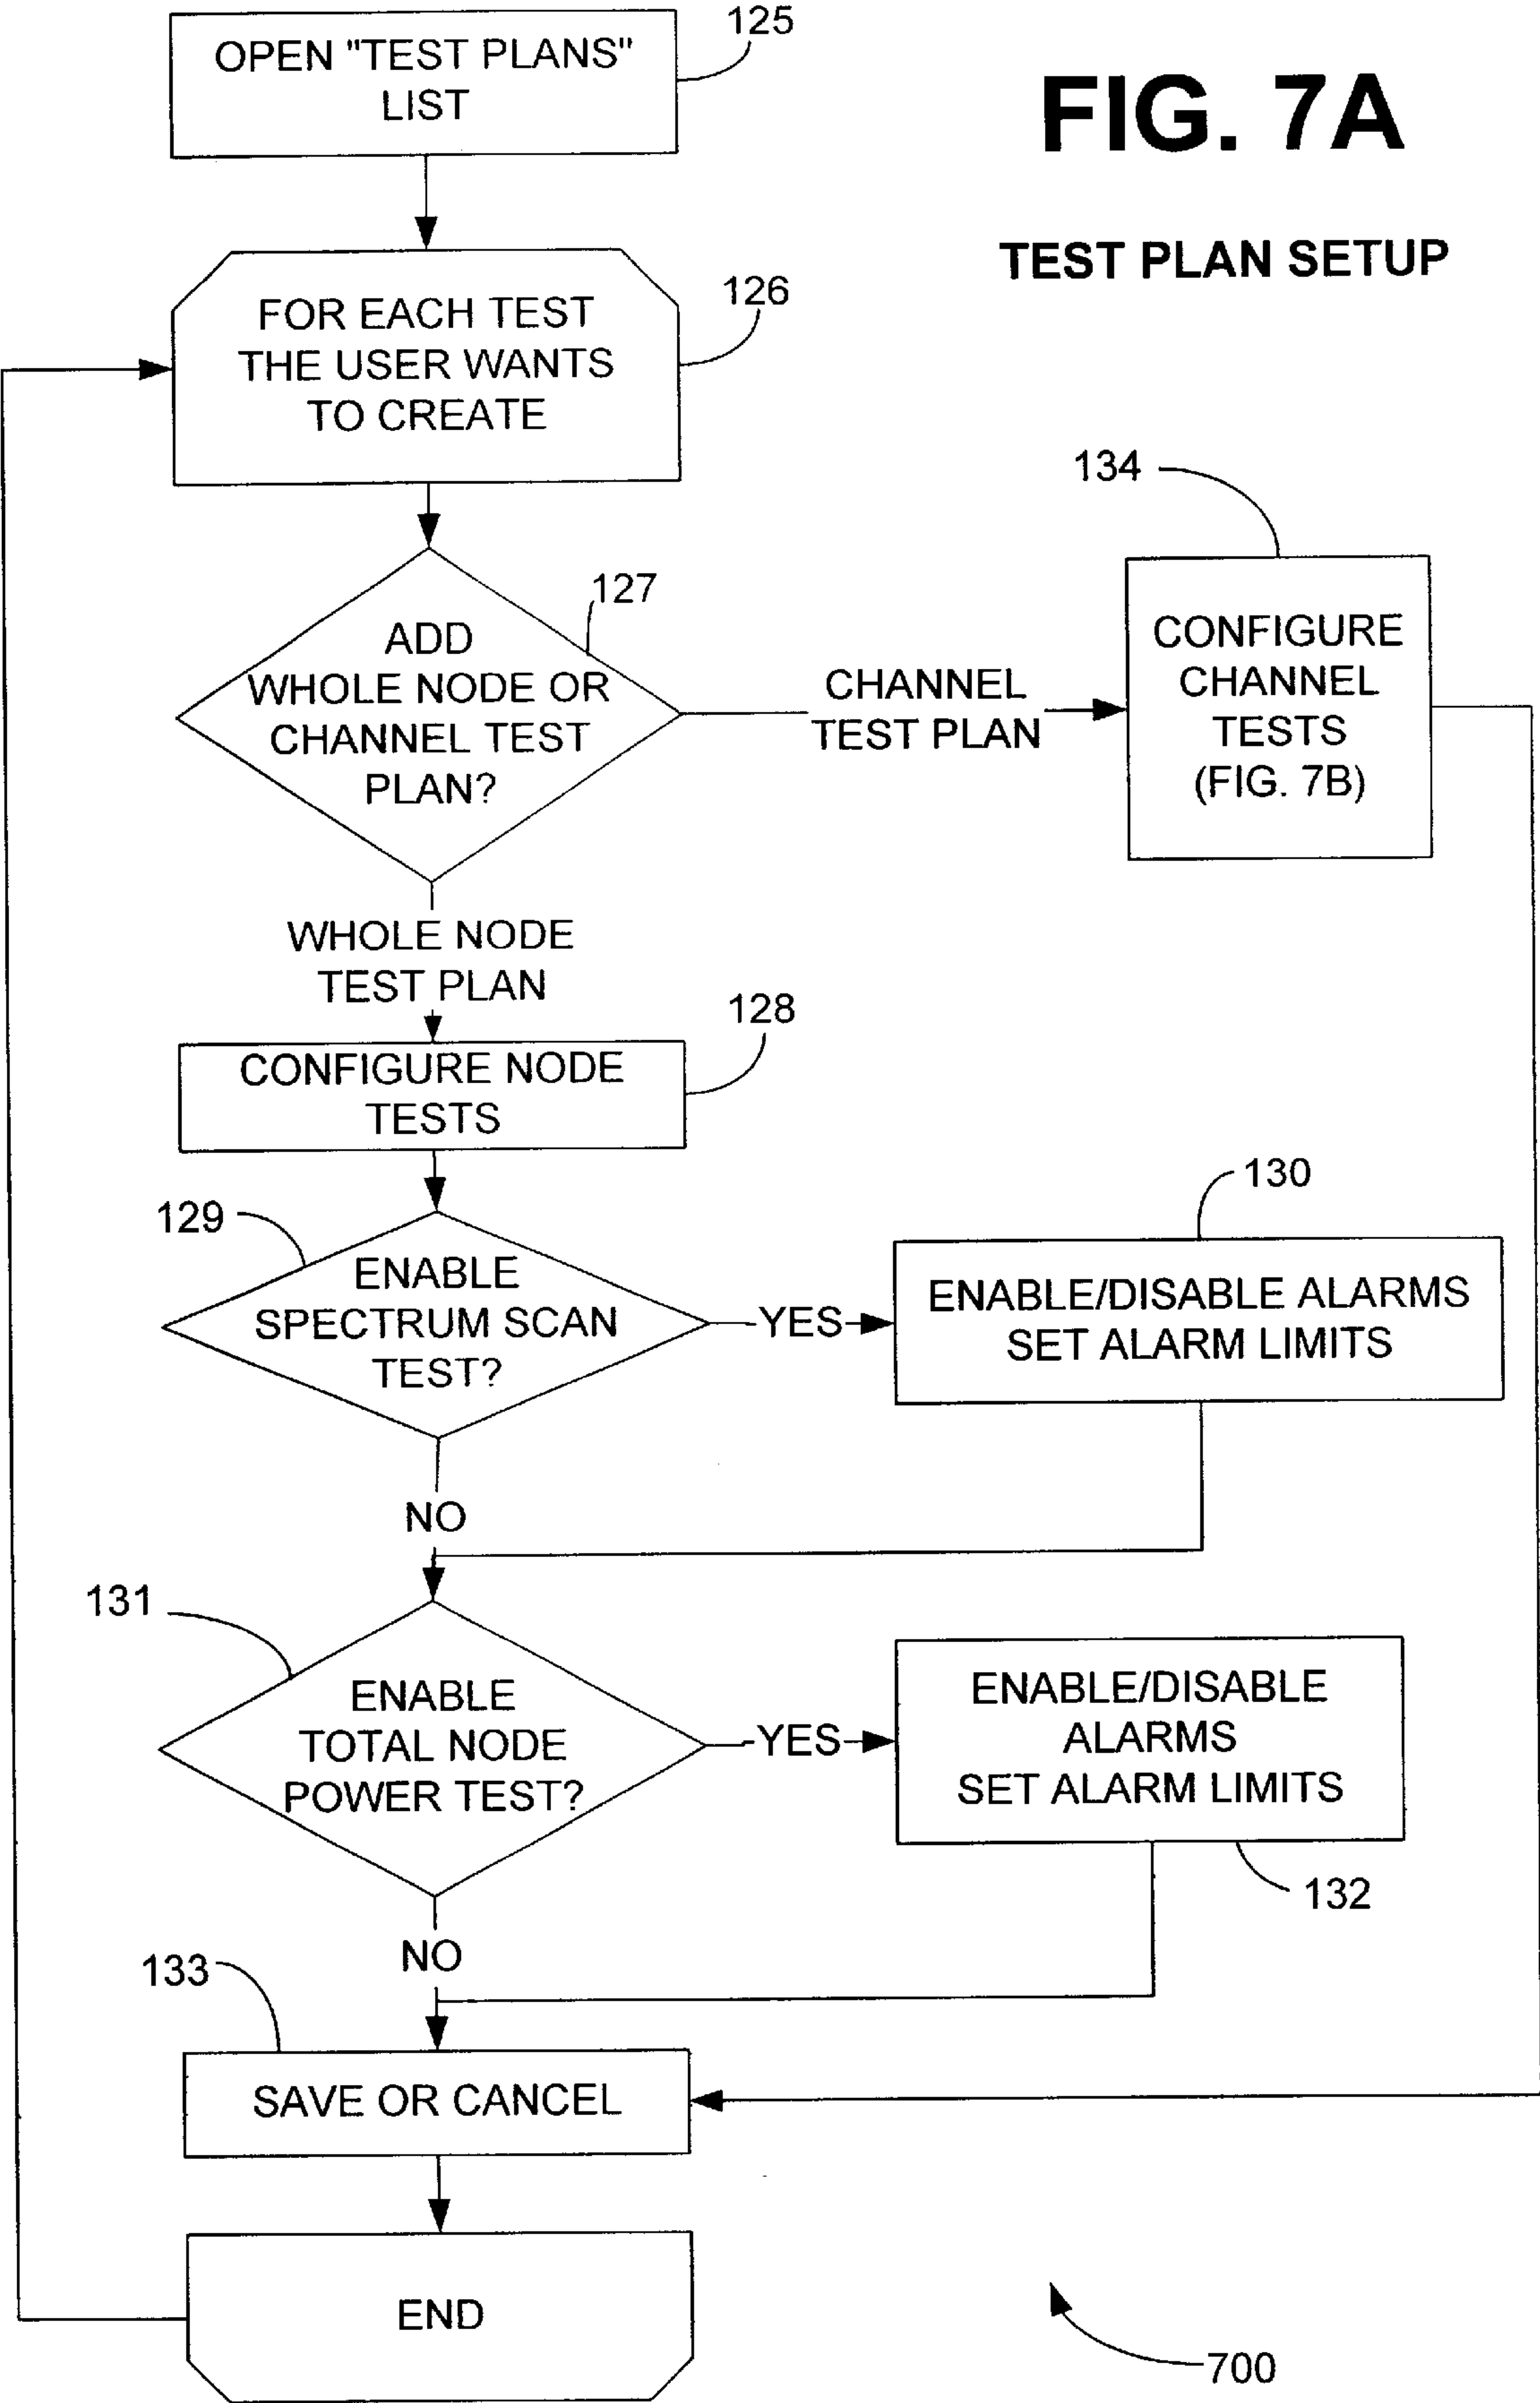 125
OPEN "TEST PLANS"
LIST
FIG. 7A
TEST PLAN SETUP
126
FOR EACH TEST
THE USER WANTS
TO CREATE
134
127
ADD
WHOLE NODE OR
CHANNEL TEST
PLAN?
CHANNEL
TEST PLAN
CONFIGURE
CHANNEL
TESTS
(FIG. 7B)
WHOLE NODE
TEST PLAN
128
CONFIGURE NODE
TESTS
129
130
ENABLE
SPECTRUM SCAN
TEST?
YES
ENABLE/DISABLE ALARMS
SET ALARM LIMITS
NO
131
ENABLE
TOTAL NODE
POWER TEST?
YES
ENABLE/DISABLE
ALARMS
SET ALARM LIMITS
132
NO
133
SAVE OR CANCEL
END
700